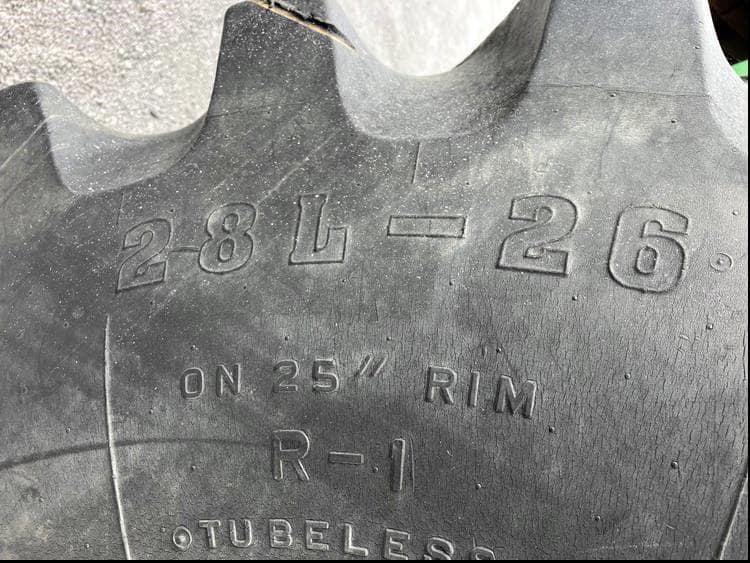 28L-26
ON 25" RIM
R-1
TUBELESS